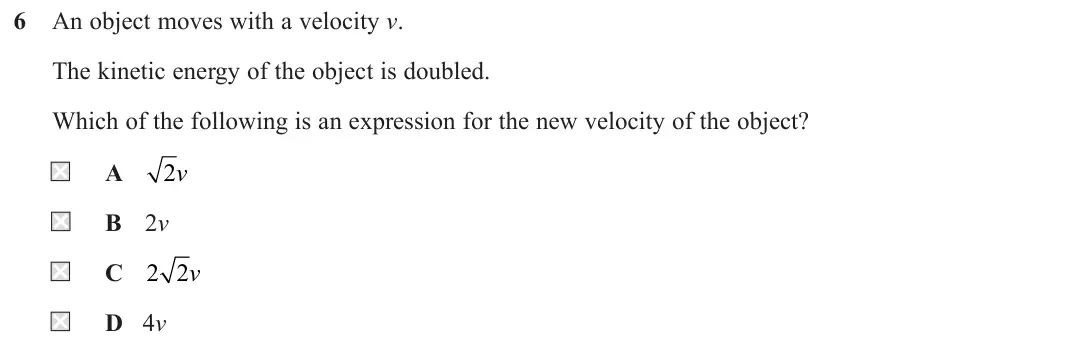 6 An object moves with a velocity v.
The kinetic energy of the object is doubled.
Which of the following is an expression for the new velocity of the object?
A √2v
B 2v
C 2√2v
D 4v